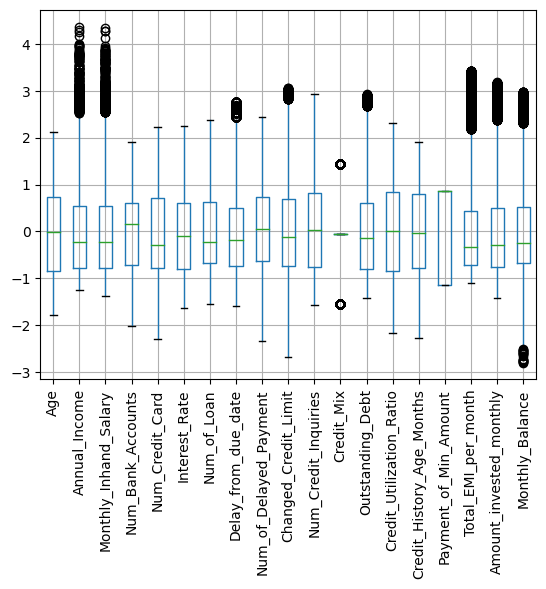 4
3
2
1
0
−1
−2
−3
Age
Annual_Income
Monthly_Inhand_Salary
Num_Bank_Accounts
Num_Credit_Card
Interest_Rate
Num_of_Loan
Delay_from_due_date
Num_of_Delayed_Payment
Changed_Credit_Limit
Num_Credit_Inquiries
Credit_Mix
Outstanding_Debt
Credit_Utilization_Ratio
Credit_History_Age_Months
Payment_of_Min_Amount
Total_EMI_per_month
Amount_invested_monthly
Monthly_Balance